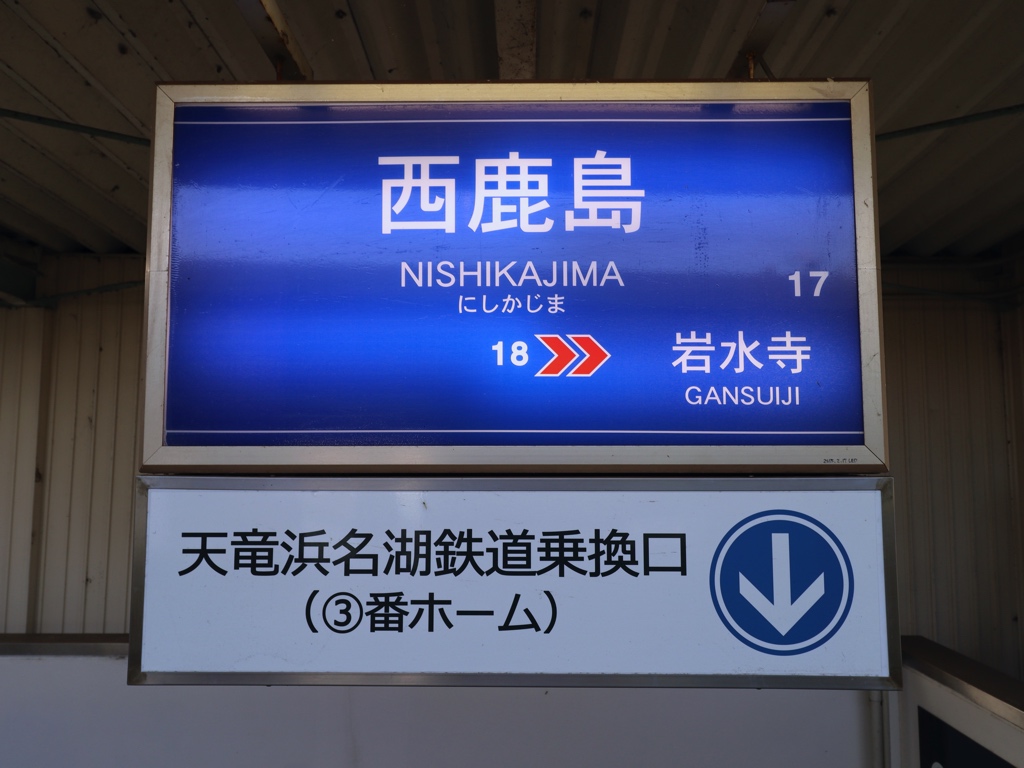 西鹿島
NISHIKAJIMA
にしかじま
17
18
岩水寺
GANSUIJI
天竜浜名湖鉄道乗換口
(③番ホーム)